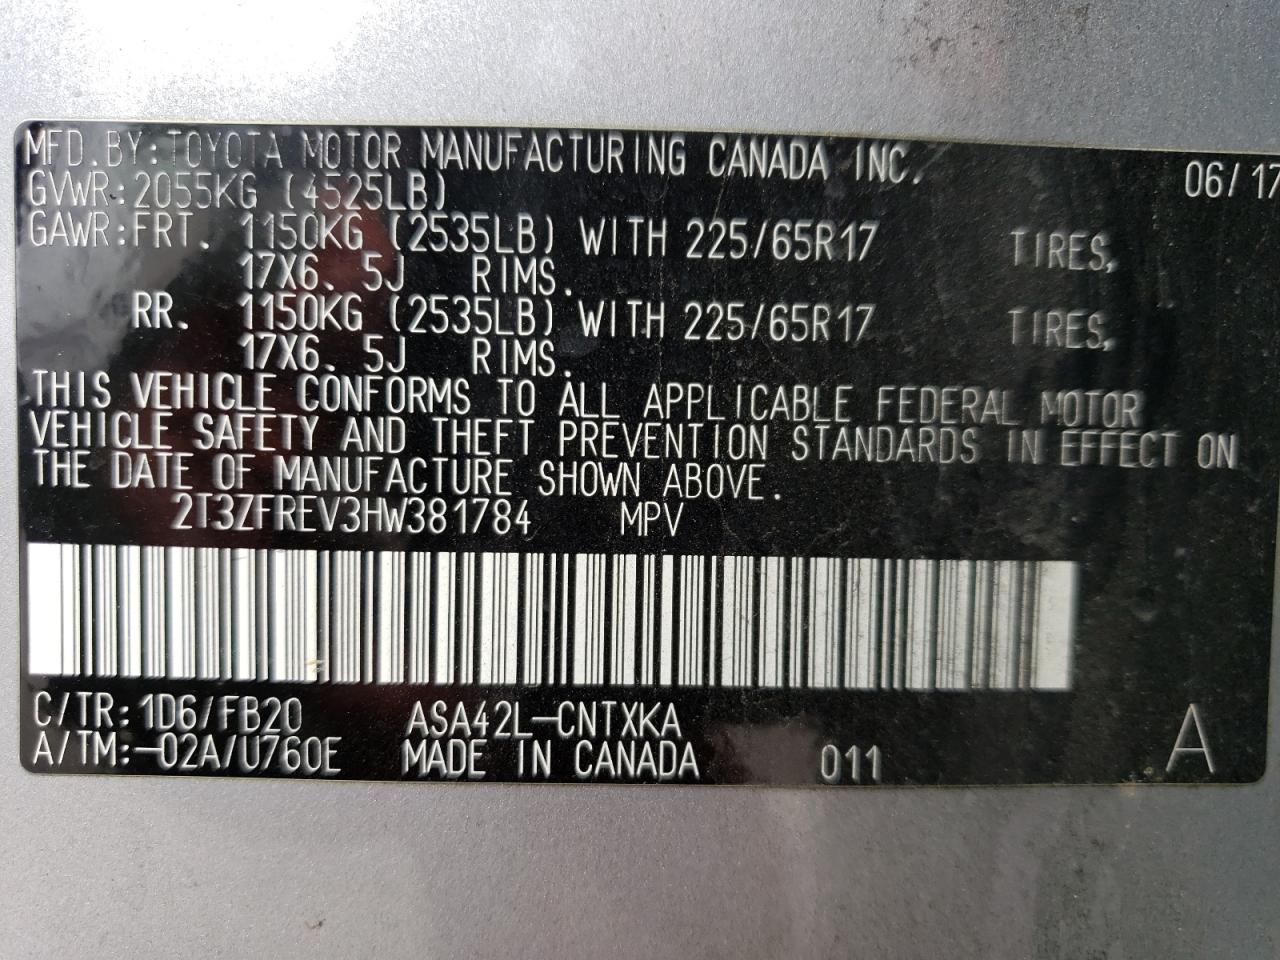 MFD.BY:TOYOTA MOTOR MANUFACTURING CANADA INC. 06/17
GVWR:2055KG (4525LB)
GAWR:FRT. 1150KG (2535LB) WITH 225/65R17 TIRES,
17X6.5J RIMS.
RR. 1150KG (2535LB) WITH 225/65R17 TIRES,
17X6.5J RIMS.
THIS VEHICLE CONFORMS TO ALL APPLICABLE FEDERAL MOTOR
VEHICLE SAFETY AND THEFT PREVENTION STANDARDS IN EFFECT ON
THE DATE OF MANUFACTURE SHOWN ABOVE.
2T3ZFREV3HW381784 MPV
C/TR:1D6/FB20 ASA42L-CNTXKA
A/TM:-02A/U760E MADE IN CANADA 011 A